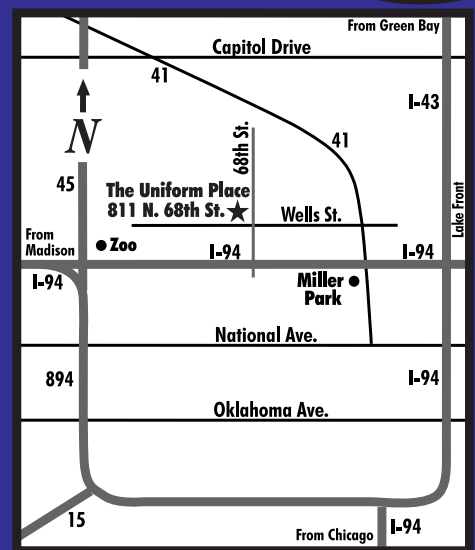 From Green Bay
Capitol Drive
41
I-43
N
68th St.
41
45
The Uniform Place
811 N. 68th St.
Wells St.
Lake Front
From
Madison
Zoo
I-94
I-94
I-94
Miller
Park
National Ave.
894
I-94
Oklahoma Ave.
15
From Chicago
I-94